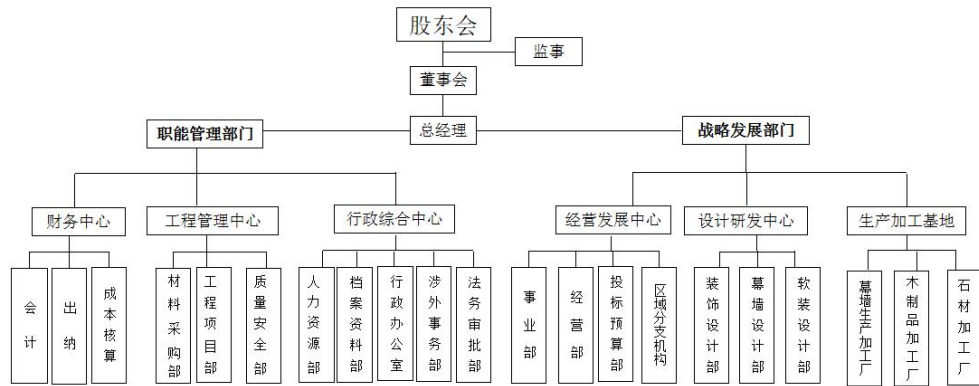 股东会
监事
董事会
职能管理部门
总经理
战略发展部门
财务中心
工程管理中心
行政综合中心
经营发展中心
设计研发中心
生产加工基地
会计
出纳
成本核算
材料采购部
工程项目部
质量安全部
人力资源部
档案资料部
行政办公室
涉外事务部
法务审批部
事业部
经营部
投标预算部
区域分支机构
装饰设计部
幕墙设计部
软装设计部
幕墙生产加工厂
木制品加工厂
石材加工厂